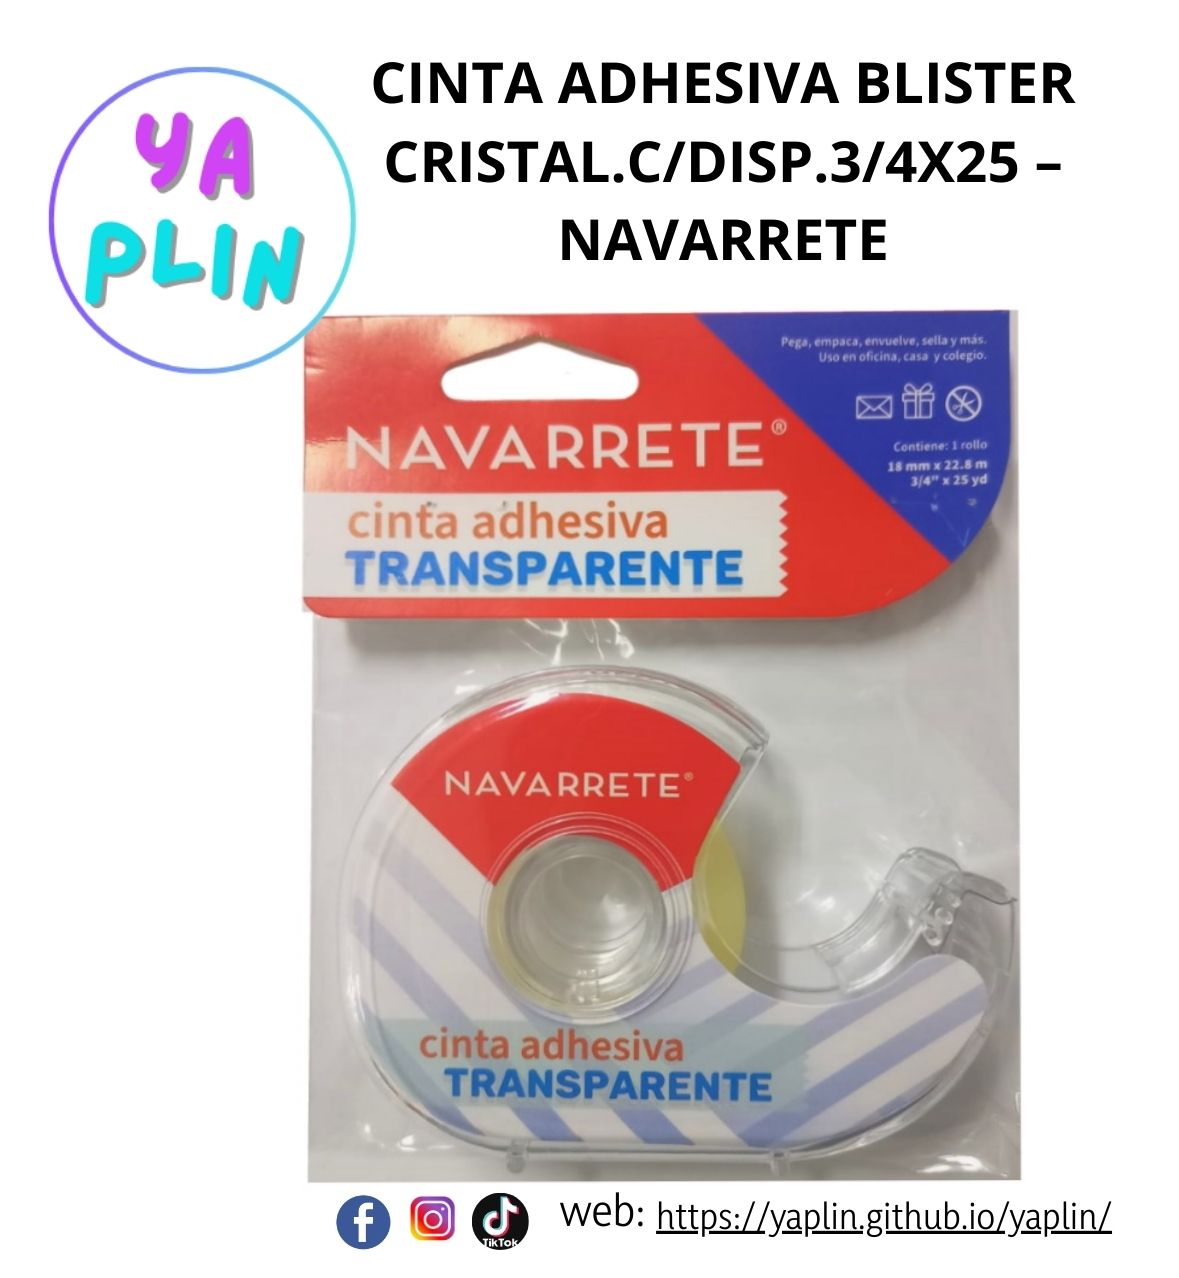 YA
PLIN
CINTA ADHESIVA BLISTER
CRISTAL.C/DISP.3/4X25 –
NAVARRETE
Pega, empaca, envuelve, sella y más.
Uso en oficina, casa y colegio.
NAVARRETE®
Contiene: 1 rollo
18 mm x 22.8 m
3/4" x 25 yd
cinta adhesiva
TRANSPARENTE
NAVARRETE®
cinta adhesiva
TRANSPARENTE
TikTok
web: https://yaplin.github.io/yaplin/